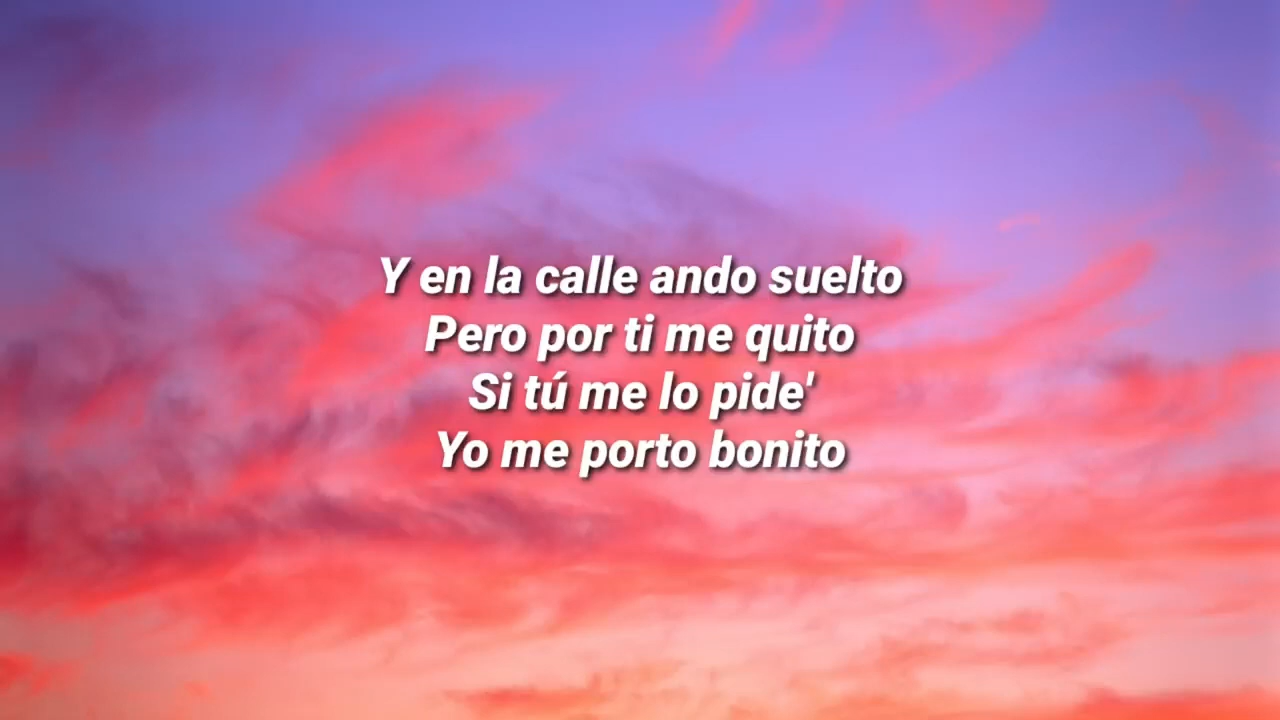 Y en la calle ando suelto
Pero por ti me quito
Si tú me lo pide'
Yo me porto bonito